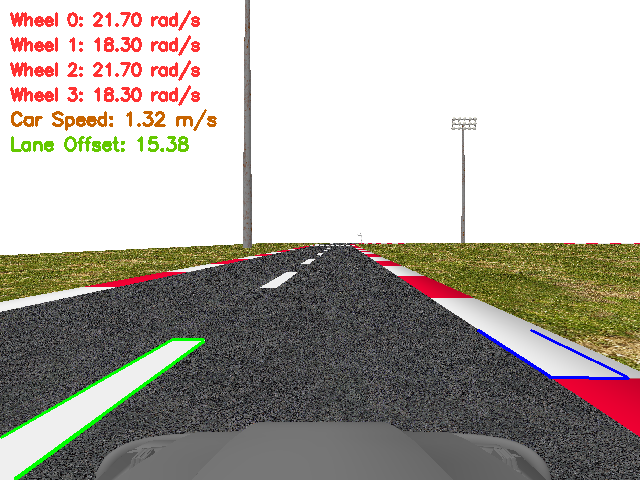 Wheel 0: 21.70 rad/s
Wheel 1: 18.30 rad/s
Wheel 2: 21.70 rad/s
Wheel 3: 18.30 rad/s
Car Speed: 1.32 m/s
Lane Offset: 15.38